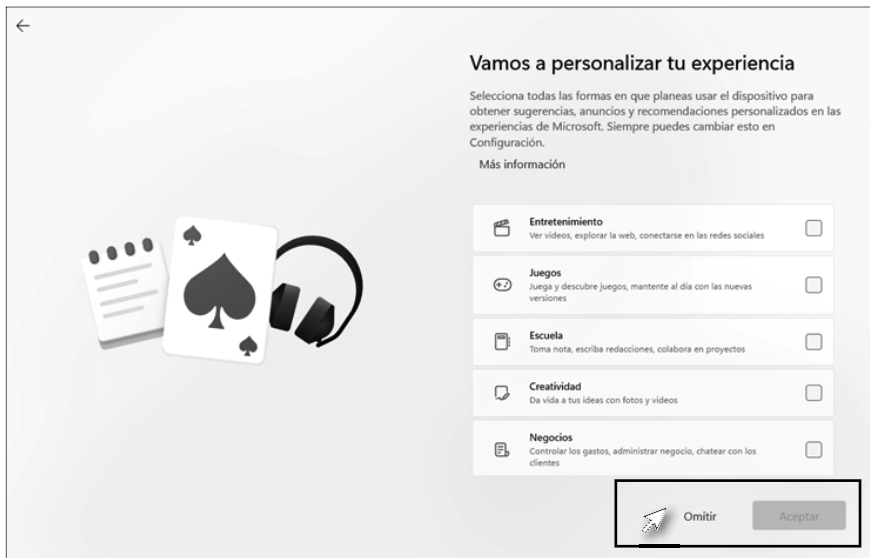 Vamos a personalizar tu experiencia
Selecciona todas las formas en que planeas usar el dispositivo para
obtener sugerencias, anuncios y recomendaciones personalizados en las
experiencias de Microsoft. Siempre puedes cambiar esto en
Configuración.
Más información
Entretenimiento
Ver videos, explorar la web, conectarse en las redes sociales
Juegos
Juega y descubre juegos, mantente al día con las nuevas
versiones
Escuela
Toma nota, escriba redacciones, colabora en proyectos
Creatividad
Da vida a tus ideas con fotos y videos
Negocios
Controlar los gastos, administrar negocio, chatear con los
clientes
Omitir
Aceptar